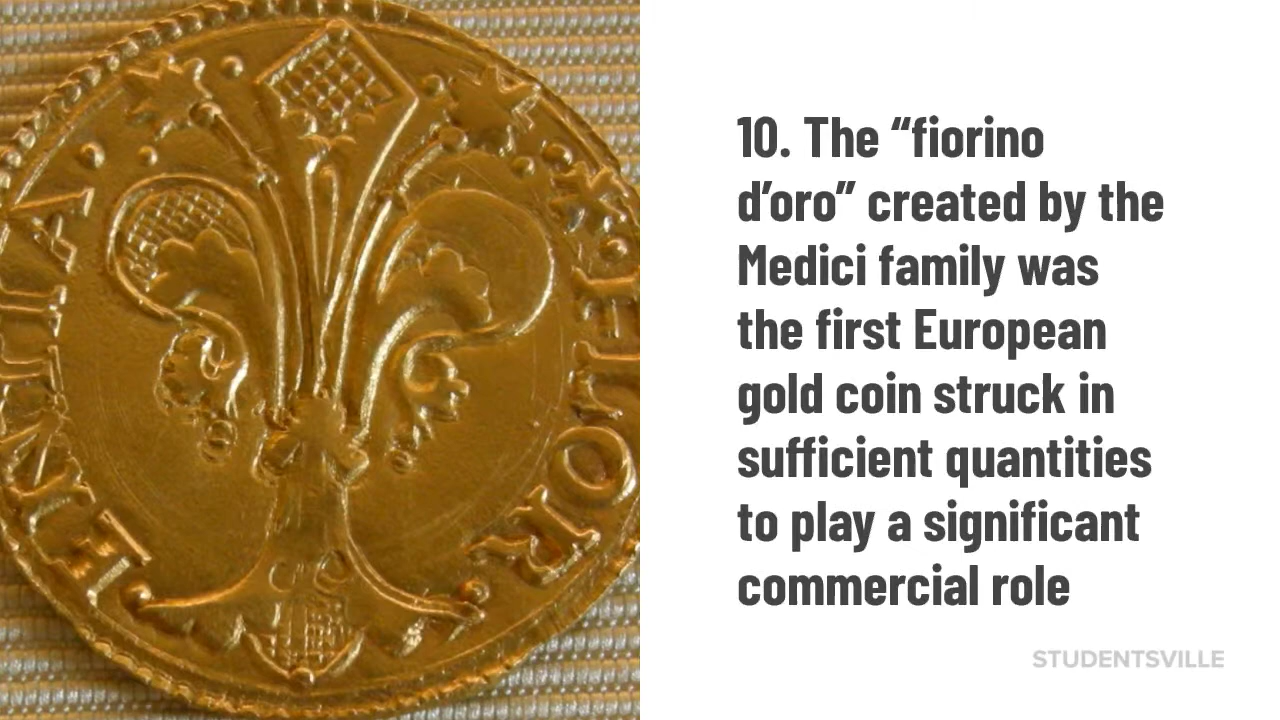 10. The “fiorino
d’oro” created by the
Medici family was
the first European
gold coin struck in
sufficient quantities
to play a significant
commercial role
STUDENTSVILLE